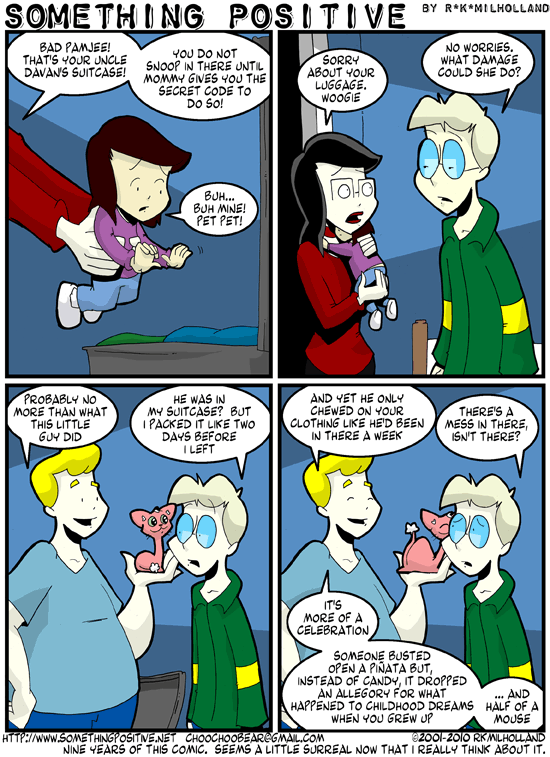 SOMETHING POSITIVE BY R*K*MILHOLLAND
BAD PAMJEE!
THAT'S YOUR UNCLE
DAVAN'S SUITCASE!
YOU DO NOT
SNOOP IN THERE UNTIL
MOMMY GIVES YOU THE
SECRET CODE TO
DO SO!
BUH...
BUH MINE!
PET PET!
SORRY
ABOUT YOUR
LUGGAGE.
WOOGIE
NO WORRIES.
WHAT DAMAGE
COULD SHE DO?
PROBABLY NO
MORE THAN WHAT
THIS LITTLE
GUY DID
HE WAS IN
MY SUITCASE? BUT
I PACKED IT LIKE TWO
DAYS BEFORE
I LEFT
AND YET HE ONLY
CHEWED ON YOUR
CLOTHING LIKE HE'D BEEN
IN THERE A WEEK
THERE'S A
MESS IN THERE,
ISN'T THERE?
IT'S
MORE OF A
CELEBRATION
SOMEONE BUSTED
OPEN A PIÑATA BUT,
INSTEAD OF CANDY, IT DROPPED
AN ALLEGORY FOR WHAT
HAPPENED TO CHILDHOOD DREAMS
WHEN YOU GREW UP
... AND
HALF OF A
MOUSE
HTTP://WWW.SOMETHINGPOSITIVE.NET CHOOCHOOBEAR@GMAIL.COM ©2001-2010 RKMILHOLLAND
NINE YEARS OF THIS COMIC. SEEMS A LITTLE SURREAL NOW THAT I REALLY THINK ABOUT IT.